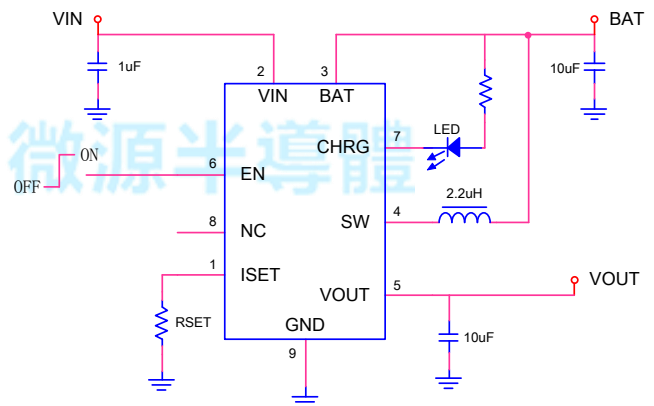 VIN
BAT
1uF
10uF
2
3
VIN
BAT
CHRG
7
LED
微源半導體
ON
OFF
6
EN
2.2uH
SW
4
8
NC
1
ISET
VOUT
5
VOUT
RSET
GND
9
10uF